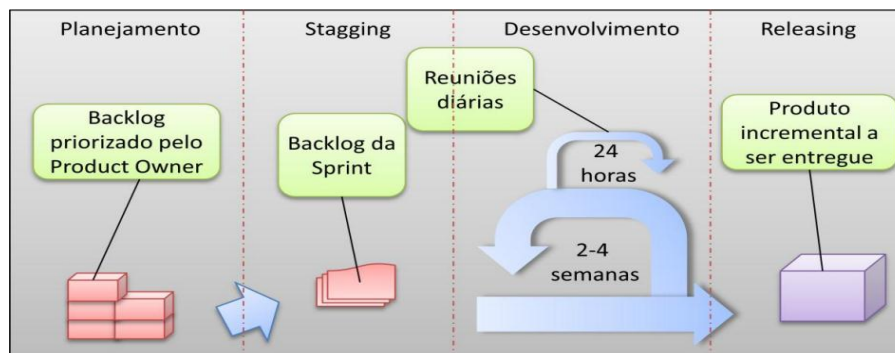 Planejamento
Stagging
Desenvolvimento
Releasing
Backlog
priorizado pelo
Product Owner
Backlog da
Sprint
Reuniões
diárias
24
horas
2-4
semanas
Produto
incremental a
ser entregue